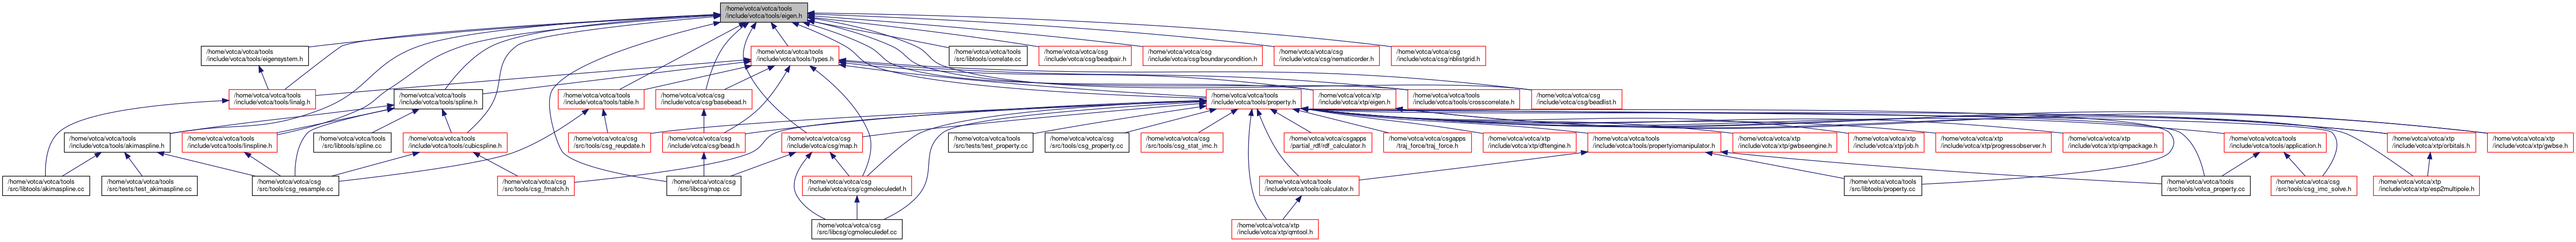 /home/votca/votca/tools
/include/votca/tools/eigen.h
/home/votca/votca/tools
/include/votca/tools/eigensystem.h
/home/votca/votca/tools
/include/votca/tools/types.h
/home/votca/votca/tools
/src/libtools/correlate.cc
/home/votca/votca/csg
/include/votca/csg/beadpair.h
/home/votca/votca/csg
/include/votca/csg/boundarycondition.h
/home/votca/votca/csg
/include/votca/csg/nematicorder.h
/home/votca/votca/csg
/include/votca/csg/nblistgrid.h
/home/votca/votca/tools
/include/votca/tools/linalg.h
/home/votca/votca/tools
/include/votca/tools/spline.h
/home/votca/votca/tools
/include/votca/tools/table.h
/home/votca/votca/csg
/include/votca/csg/basebead.h
/home/votca/votca/tools
/include/votca/tools/property.h
/home/votca/votca/xtp
/include/votca/xtp/eigen.h
/home/votca/votca/tools
/include/votca/tools/crosscorrelate.h
/home/votca/votca/csg
/include/votca/csg/beadlist.h
/home/votca/votca/tools
/include/votca/tools/akimaspline.h
/home/votca/votca/tools
/include/votca/tools/linspline.h
/home/votca/votca/tools
/src/libtools/spline.cc
/home/votca/votca/tools
/include/votca/tools/cubicspline.h
/home/votca/votca/csg
/src/tools/csg_reupdate.h
/home/votca/votca/csg
/include/votca/csg/bead.h
/home/votca/votca/csg
/include/votca/csg/map.h
/home/votca/votca/tools
/src/tests/test_property.cc
/home/votca/votca/csg
/src/tools/csg_property.cc
/home/votca/votca/csg
/src/tools/csg_stat_imc.h
/home/votca/votca/csgapps
/partial_rdf/rdf_calculator.h
/home/votca/votca/csgapps
/traj_force/traj_force.h
/home/votca/votca/xtp
/include/votca/xtp/dftengine.h
/home/votca/votca/tools
/include/votca/tools/propertyiomanipulator.h
/home/votca/votca/xtp
/include/votca/xtp/gwbseengine.h
/home/votca/votca/xtp
/include/votca/xtp/job.h
/home/votca/votca/xtp
/include/votca/xtp/progressobserver.h
/home/votca/votca/xtp
/include/votca/xtp/qmpackage.h
/home/votca/votca/tools
/include/votca/tools/application.h
/home/votca/votca/xtp
/include/votca/xtp/orbitals.h
/home/votca/votca/xtp
/include/votca/xtp/gwbse.h
/home/votca/votca/tools
/src/libtools/akimaspline.cc
/home/votca/votca/tools
/src/tests/test_akimaspline.cc
/home/votca/votca/csg
/src/tools/csg_resample.cc
/home/votca/votca/csg
/src/tools/csg_fmatch.h
/home/votca/votca/csg
/src/libcsg/map.cc
/home/votca/votca/csg
/include/votca/csg/cgmoleculedef.h
/home/votca/votca/tools
/include/votca/tools/calculator.h
/home/votca/votca/tools
/src/libtools/property.cc
/home/votca/votca/tools
/src/tools/votca_property.cc
/home/votca/votca/csg
/src/tools/csg_imc_solve.h
/home/votca/votca/xtp
/include/votca/xtp/esp2multipole.h
/home/votca/votca/csg
/src/libcsg/cgmoleculedef.cc
/home/votca/votca/xtp
/include/votca/xtp/qmtool.h